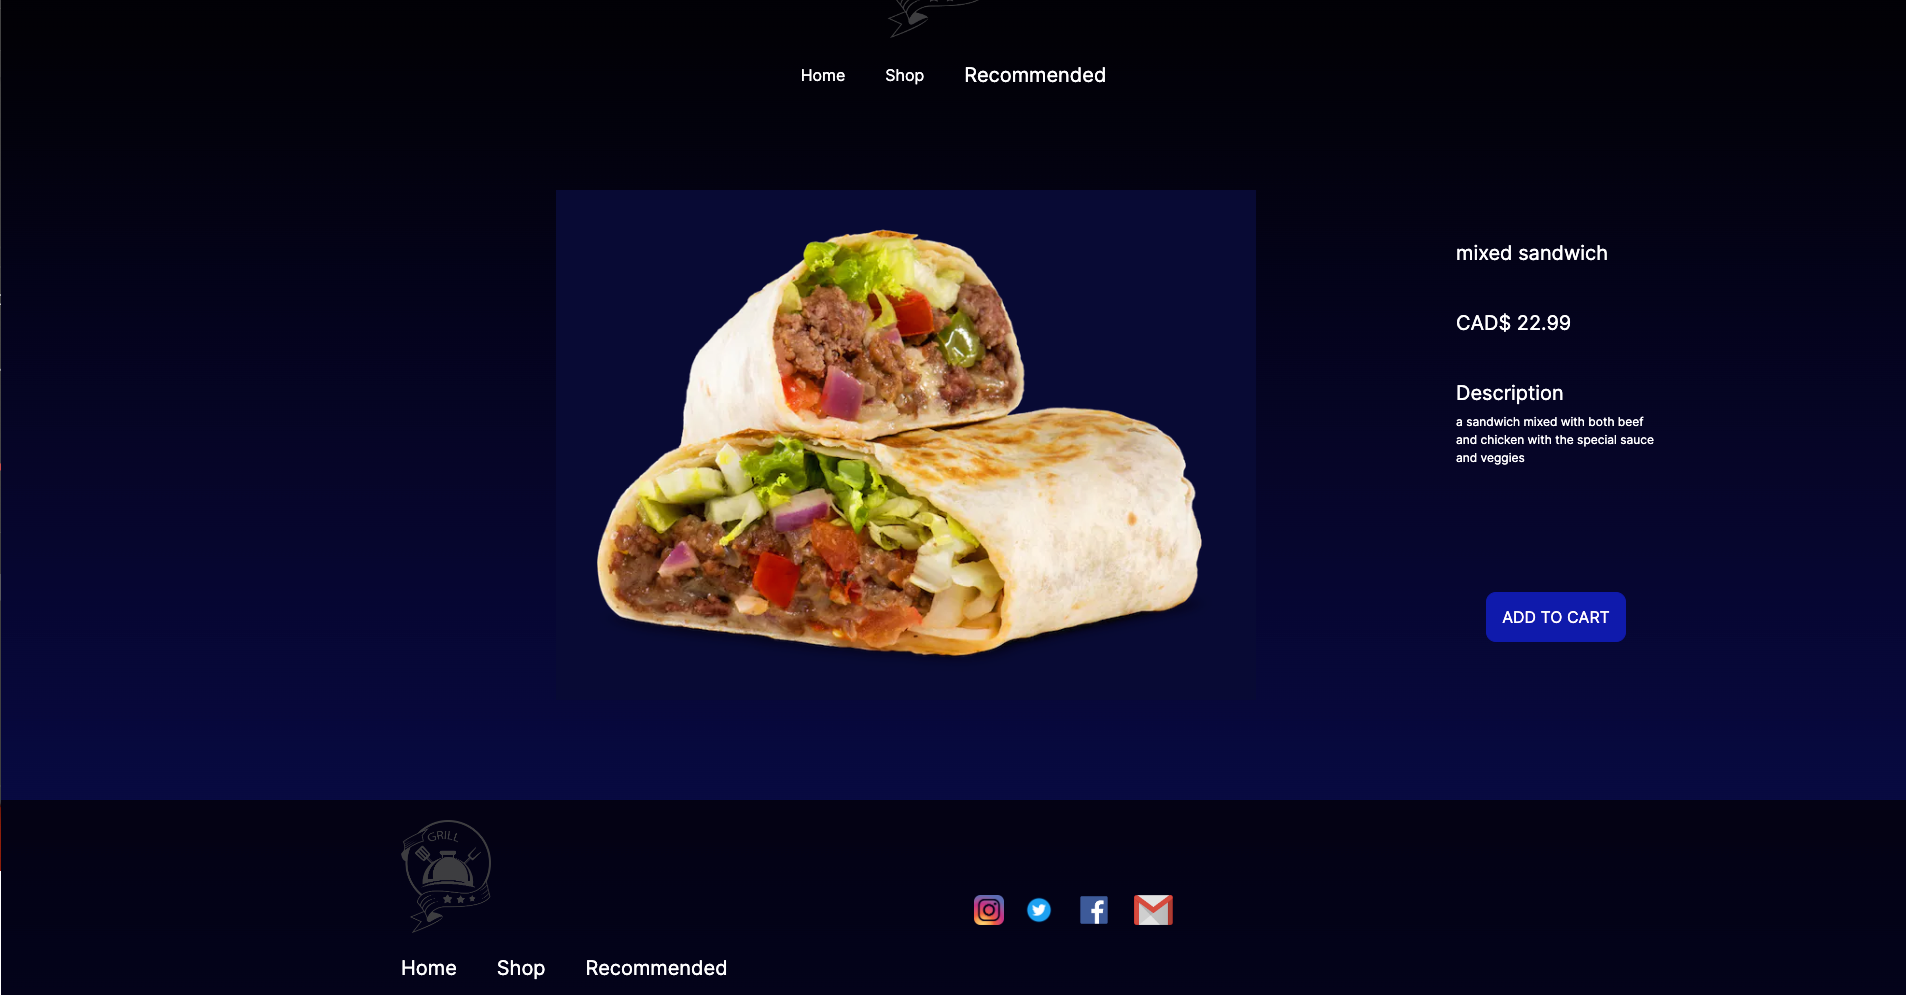 Home Shop Recommended
mixed sandwich
CAD$ 22.99
Description
a sandwich mixed with both beef
and chicken with the special sauce
and veggies
ADD TO CART
GRILL
Home Shop Recommended